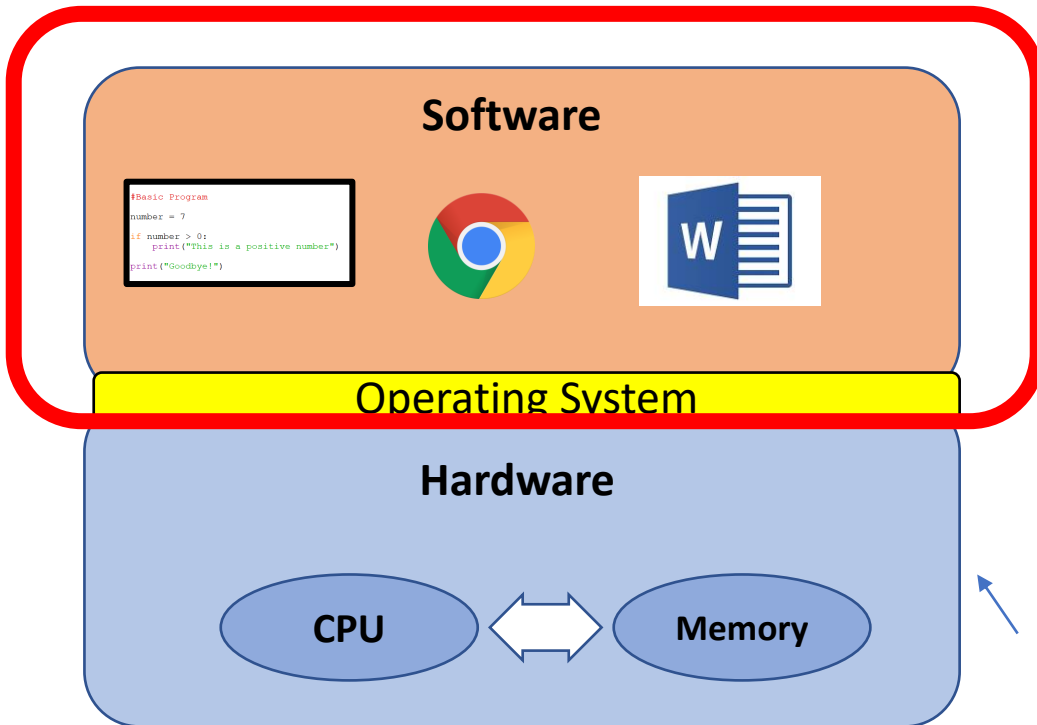 Software
#Basic Program
number = 7
if number > 0:
    print("This is a positive number")
print("Goodbye!")
W
Operating System
Hardware
CPU
Memory